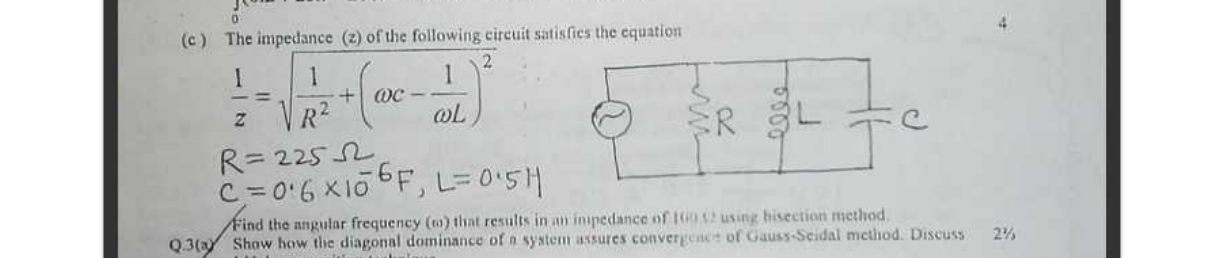 0
(c) The impedance (z) of the following circuit satisfies the equation 4
1/z = √(1/R² + (ωc − 1/ωL)²)
R L C
R = 225 Ω
C = 0.6 × 10⁻⁶ F, L = 0.5 H
Find the angular frequency (ω) that results in an impedance of 100 Ω using bisection method.
Q.3(a) Show how the diagonal dominance of a system assures convergence of Gauss-Seidal method. Discuss 2⅓